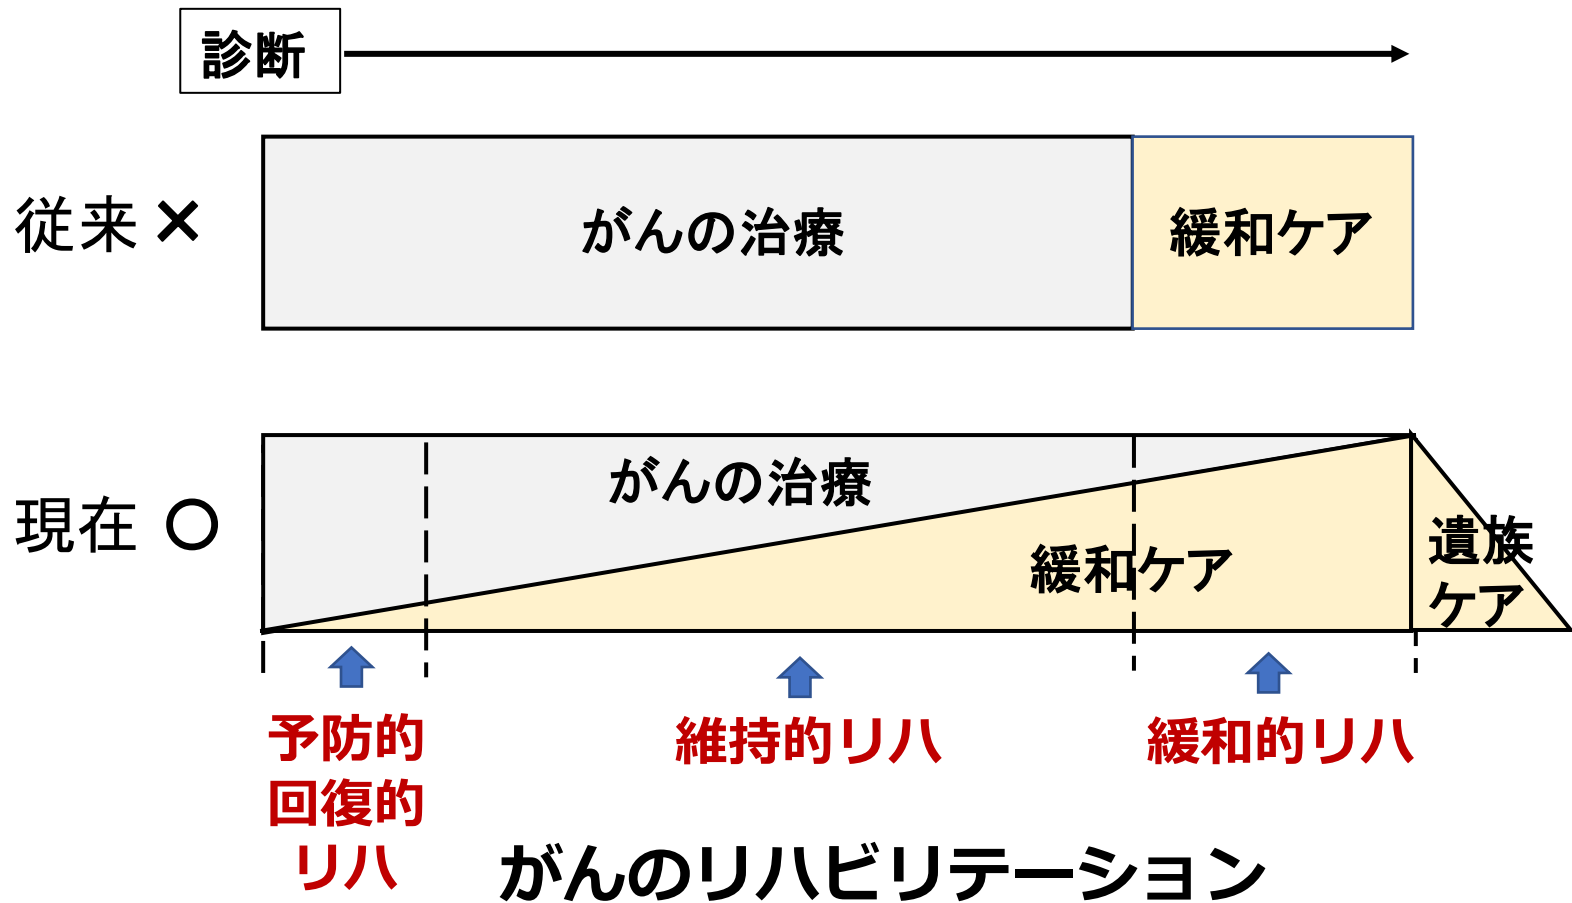 診断
従来 ×
がんの治療
緩和ケア
現在 ○
がんの治療
緩和ケア
遺族
ケア
予防的
回復的
リハ
維持的リハ
緩和的リハ
がんのリハビリテーション